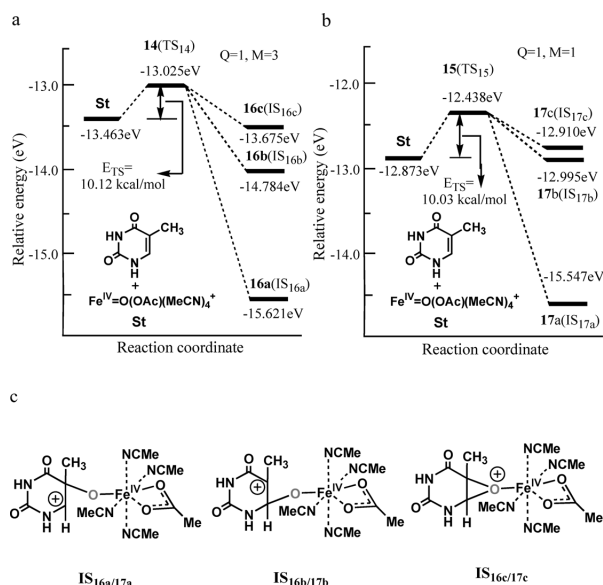 a
14(TS14)
-13.025eV
Q=1, M=3
Relative energy (eV)
-13.0
-14.0
-15.0
St
-13.463eV
16c(IS16c)
-13.675eV
16b(IS16b)
-14.784eV
ETS=
10.12 kcal/mol
16a(IS16a)
-15.621eV
O
CH3
HN
O
N
H
+
FeIV=O(OAc)(MeCN)4+
St
Reaction coordinate
b
Q=1, M=1
15(TS15)
-12.438eV
Relative energy (eV)
-12.0
-13.0
-14.0
St
-12.873eV
17c(IS17c)
-12.910eV
-12.995eV
17b(IS17b)
ETS=
10.03 kcal/mol
-15.547eV
17a(IS17a)
O
CH3
HN
O
N
H
+
FeIV=O(OAc)(MeCN)4+
St
Reaction coordinate
c
O
CH3
HN
O
N
H
+
H
O
FeIV
NCMe
NCMe
MeCN
NCMe
O
O
Me
IS16a/17a
O
CH3
HN
O
N
H
+
H
O
FeIV
NCMe
NCMe
MeCN
NCMe
O
O
Me
IS16b/17b
O
CH3
HN
O
N
H
+
H
O
FeIV
NCMe
NCMe
MeCN
NCMe
O
O
Me
IS16c/17c